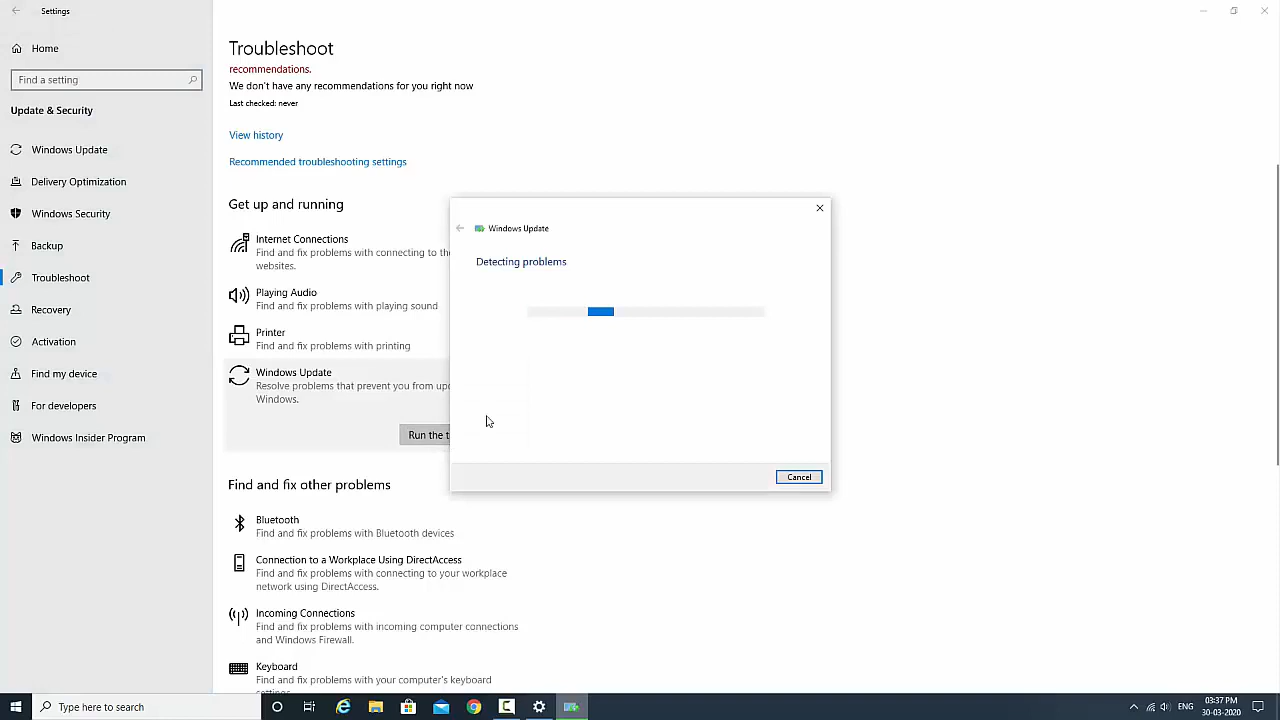 Settings
Home
Find a setting
Update & Security
Windows Update
Delivery Optimization
Windows Security
Backup
Troubleshoot
Recovery
Activation
Find my device
For developers
Windows Insider Program
Troubleshoot
recommendations.
We don't have any recommendations for you right now
Last checked: never
View history
Recommended troubleshooting settings
Get up and running
Internet Connections
Find and fix problems with connecting to the
websites.
Playing Audio
Find and fix problems with playing sound
Printer
Find and fix problems with printing
Windows Update
Resolve problems that prevent you from up
Windows.
Run the t
Find and fix other problems
Bluetooth
Find and fix problems with Bluetooth devices
Connection to a Workplace Using DirectAccess
Find and fix problems with connecting to your workplace
network using DirectAccess.
Incoming Connections
Find and fix problems with incoming computer connections
and Windows Firewall.
Keyboard
Find and fix problems with your computer's keyboard
settings.
Windows Update
Detecting problems
Cancel
Type here to search
ENG
03:37 PM
30-03-2020